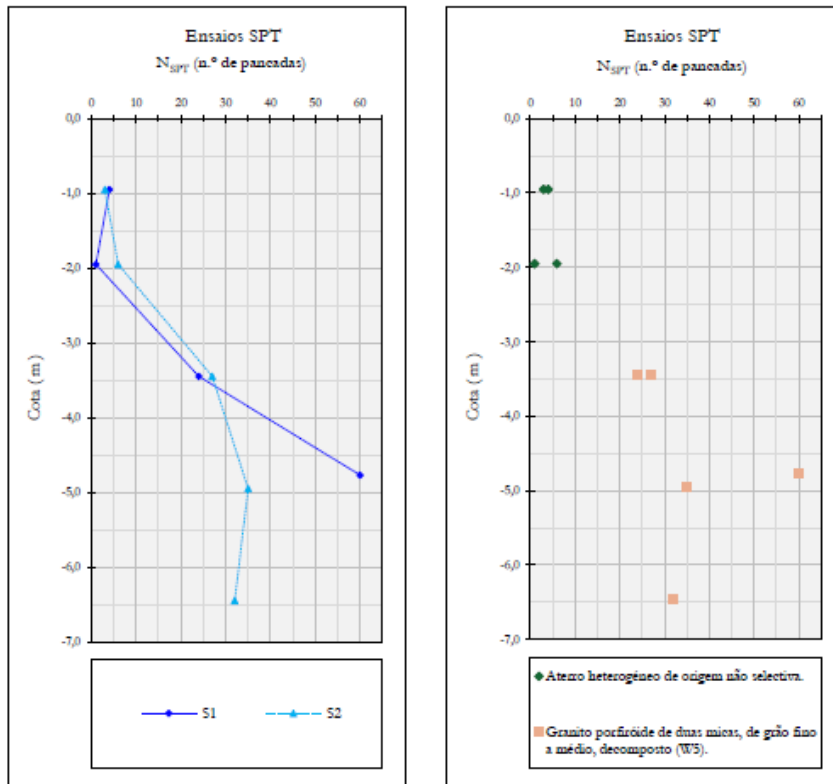 Ensaios SPT
N_SPT (n.º de pancadas)
0 10 20 30 40 50 60
0,0
-1,0
-2,0
-3,0
-4,0
-5,0
-6,0
-7,0
Cota ( m )
S1 S2
Ensaios SPT
N_SPT (n.º de pancadas)
0 10 20 30 40 50 60
0,0
-1,0
-2,0
-3,0
-4,0
-5,0
-6,0
-7,0
Cota ( m )
Aterro heterogéneo de origem não selectiva.
Granito porfiróide de duas micas, de grão fino
a médio, decomposto (W5).